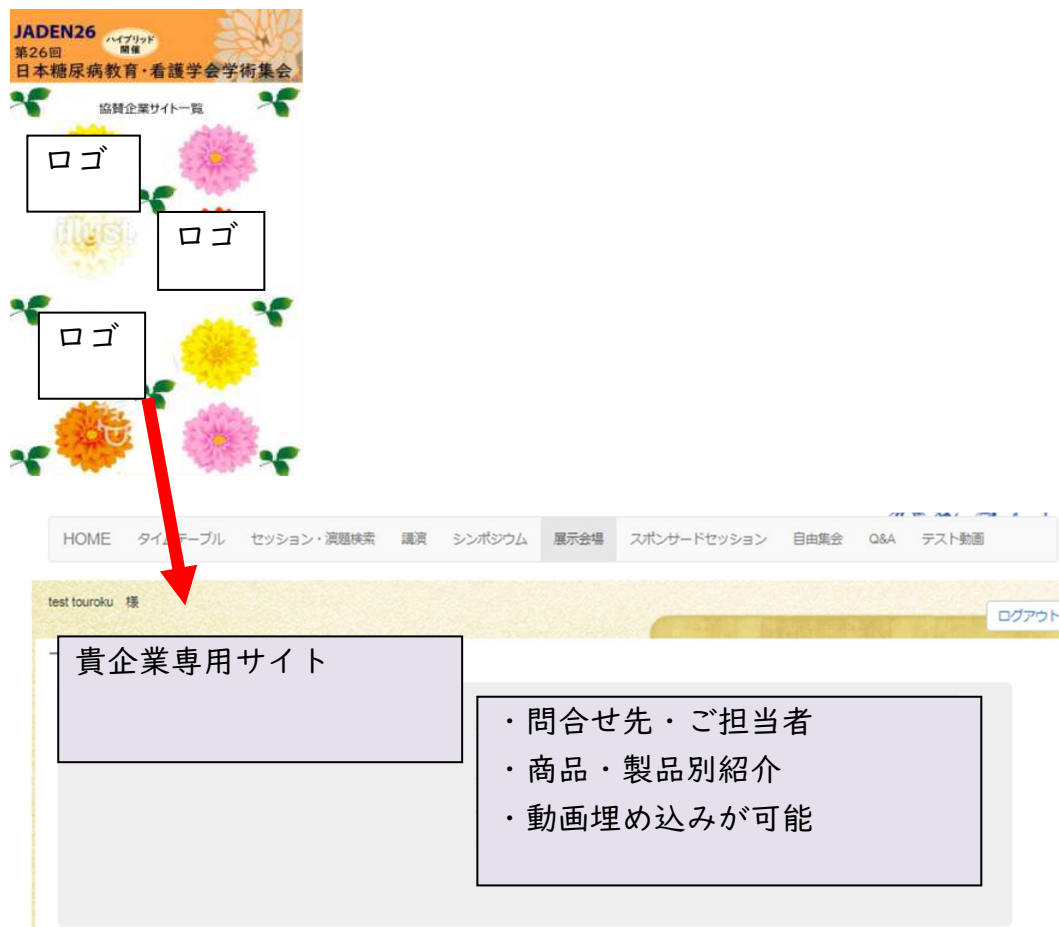 JADEN26
ハイブリッド
開催
第26回
日本糖尿病教育・看護学会学術集会
協賛企業サイト一覧
ロゴ
ロゴ
ロゴ
HOME タイムテーブル セッション・演題検索 講演 シンポジウム 展示会場 スポンサードセッション 自由集会 Q&A テスト動画
test touroku 様
ログアウト
貴企業専用サイト
・問合せ先・ご担当者
・商品・製品別紹介
・動画埋め込みが可能